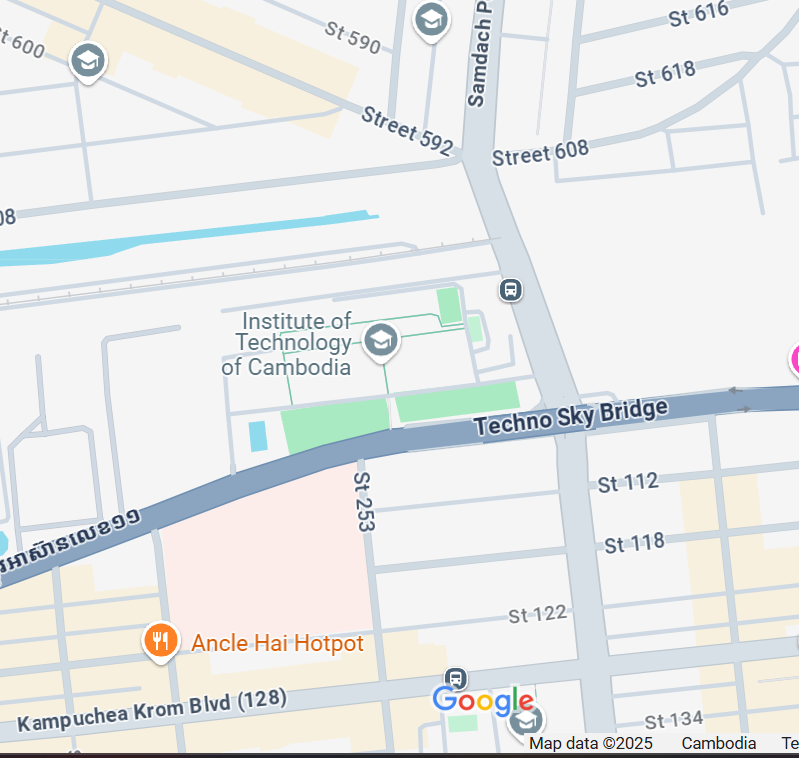 St 616
St 590
St 600
St 618
Samdach P
Street 592
Street 608
08
Institute of
Technology
of Cambodia
Techno Sky Bridge
St 112
St 253
St 118
St 122
Ancle Hai Hotpot
Kampuchea Krom Blvd (128)
Google
St 134
Map data ©2025 Cambodia Te